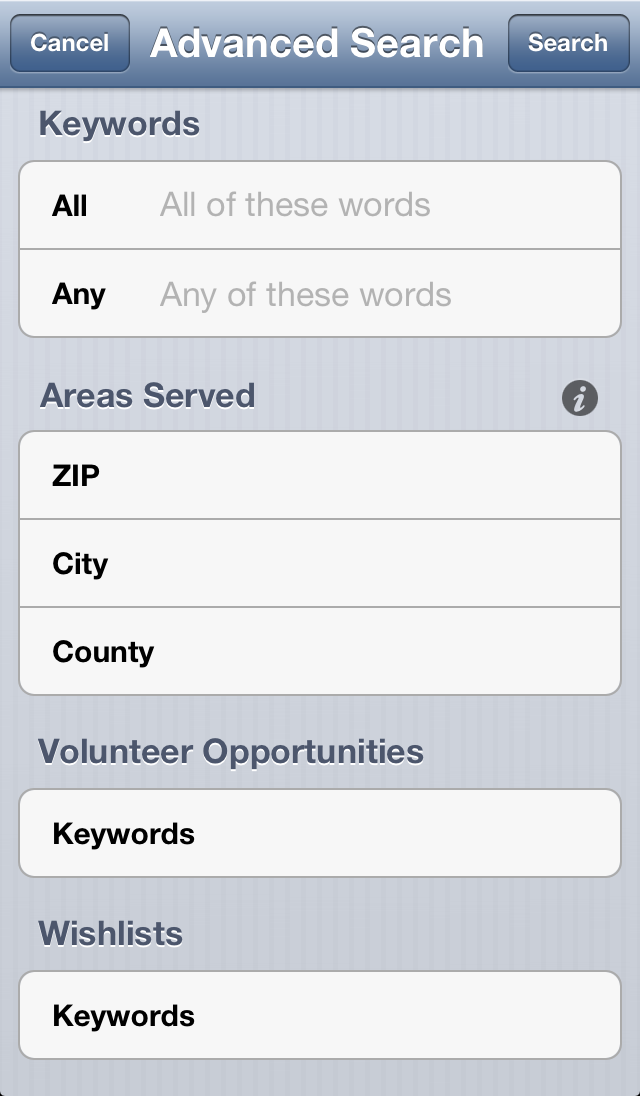 Cancel Advanced Search Search
Keywords
All All of these words
Any Any of these words
Areas Served i
ZIP
City
County
Volunteer Opportunities
Keywords
Wishlists
Keywords